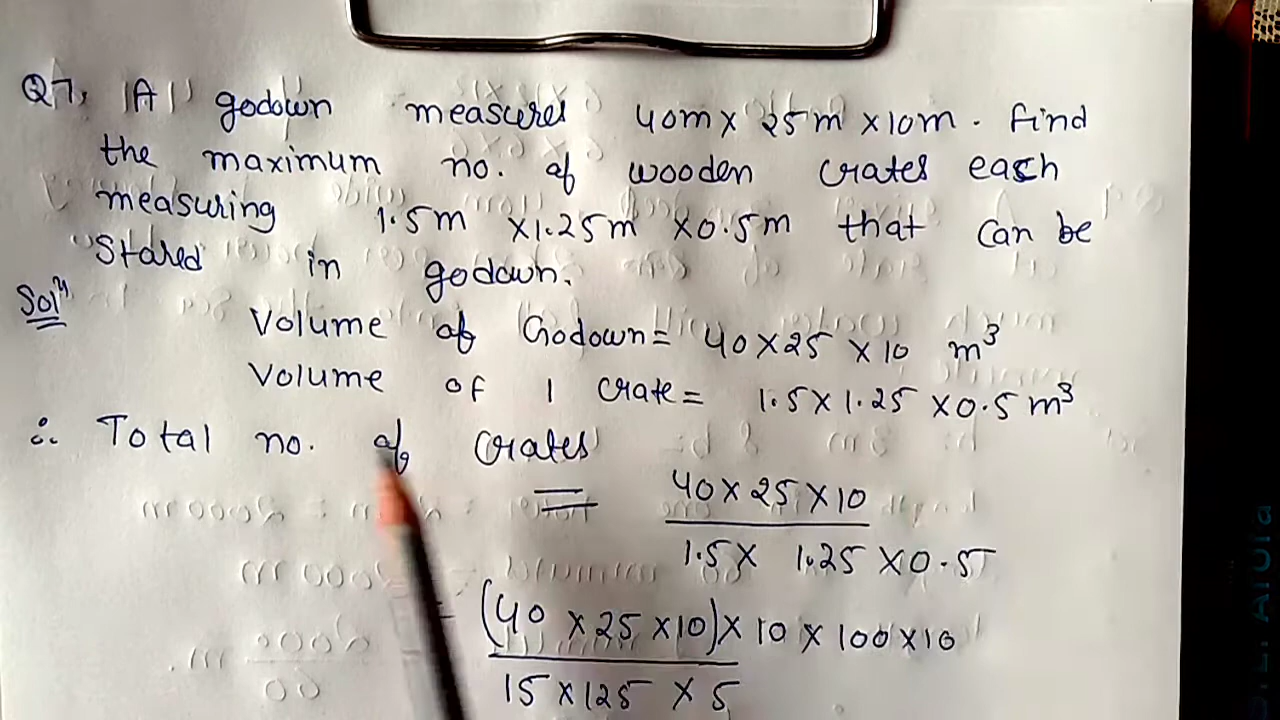 Q7, A godown measures 40m x 25m x 10m. Find
the maximum no. of wooden crates each
measuring 1.5m x 1.25m x 0.5m that can be
stored in godown.
Solⁿ
Volume of Godown = 40 x 25 x 10 m³
Volume of 1 crate = 1.5 x 1.25 x 0.5 m³
∴ Total no. of crates
= 40 x 25 x 10
1.5 x 1.25 x 0.5
= (40 x 25 x 10) x 10 x 100 x 10
15 x 125 x 5